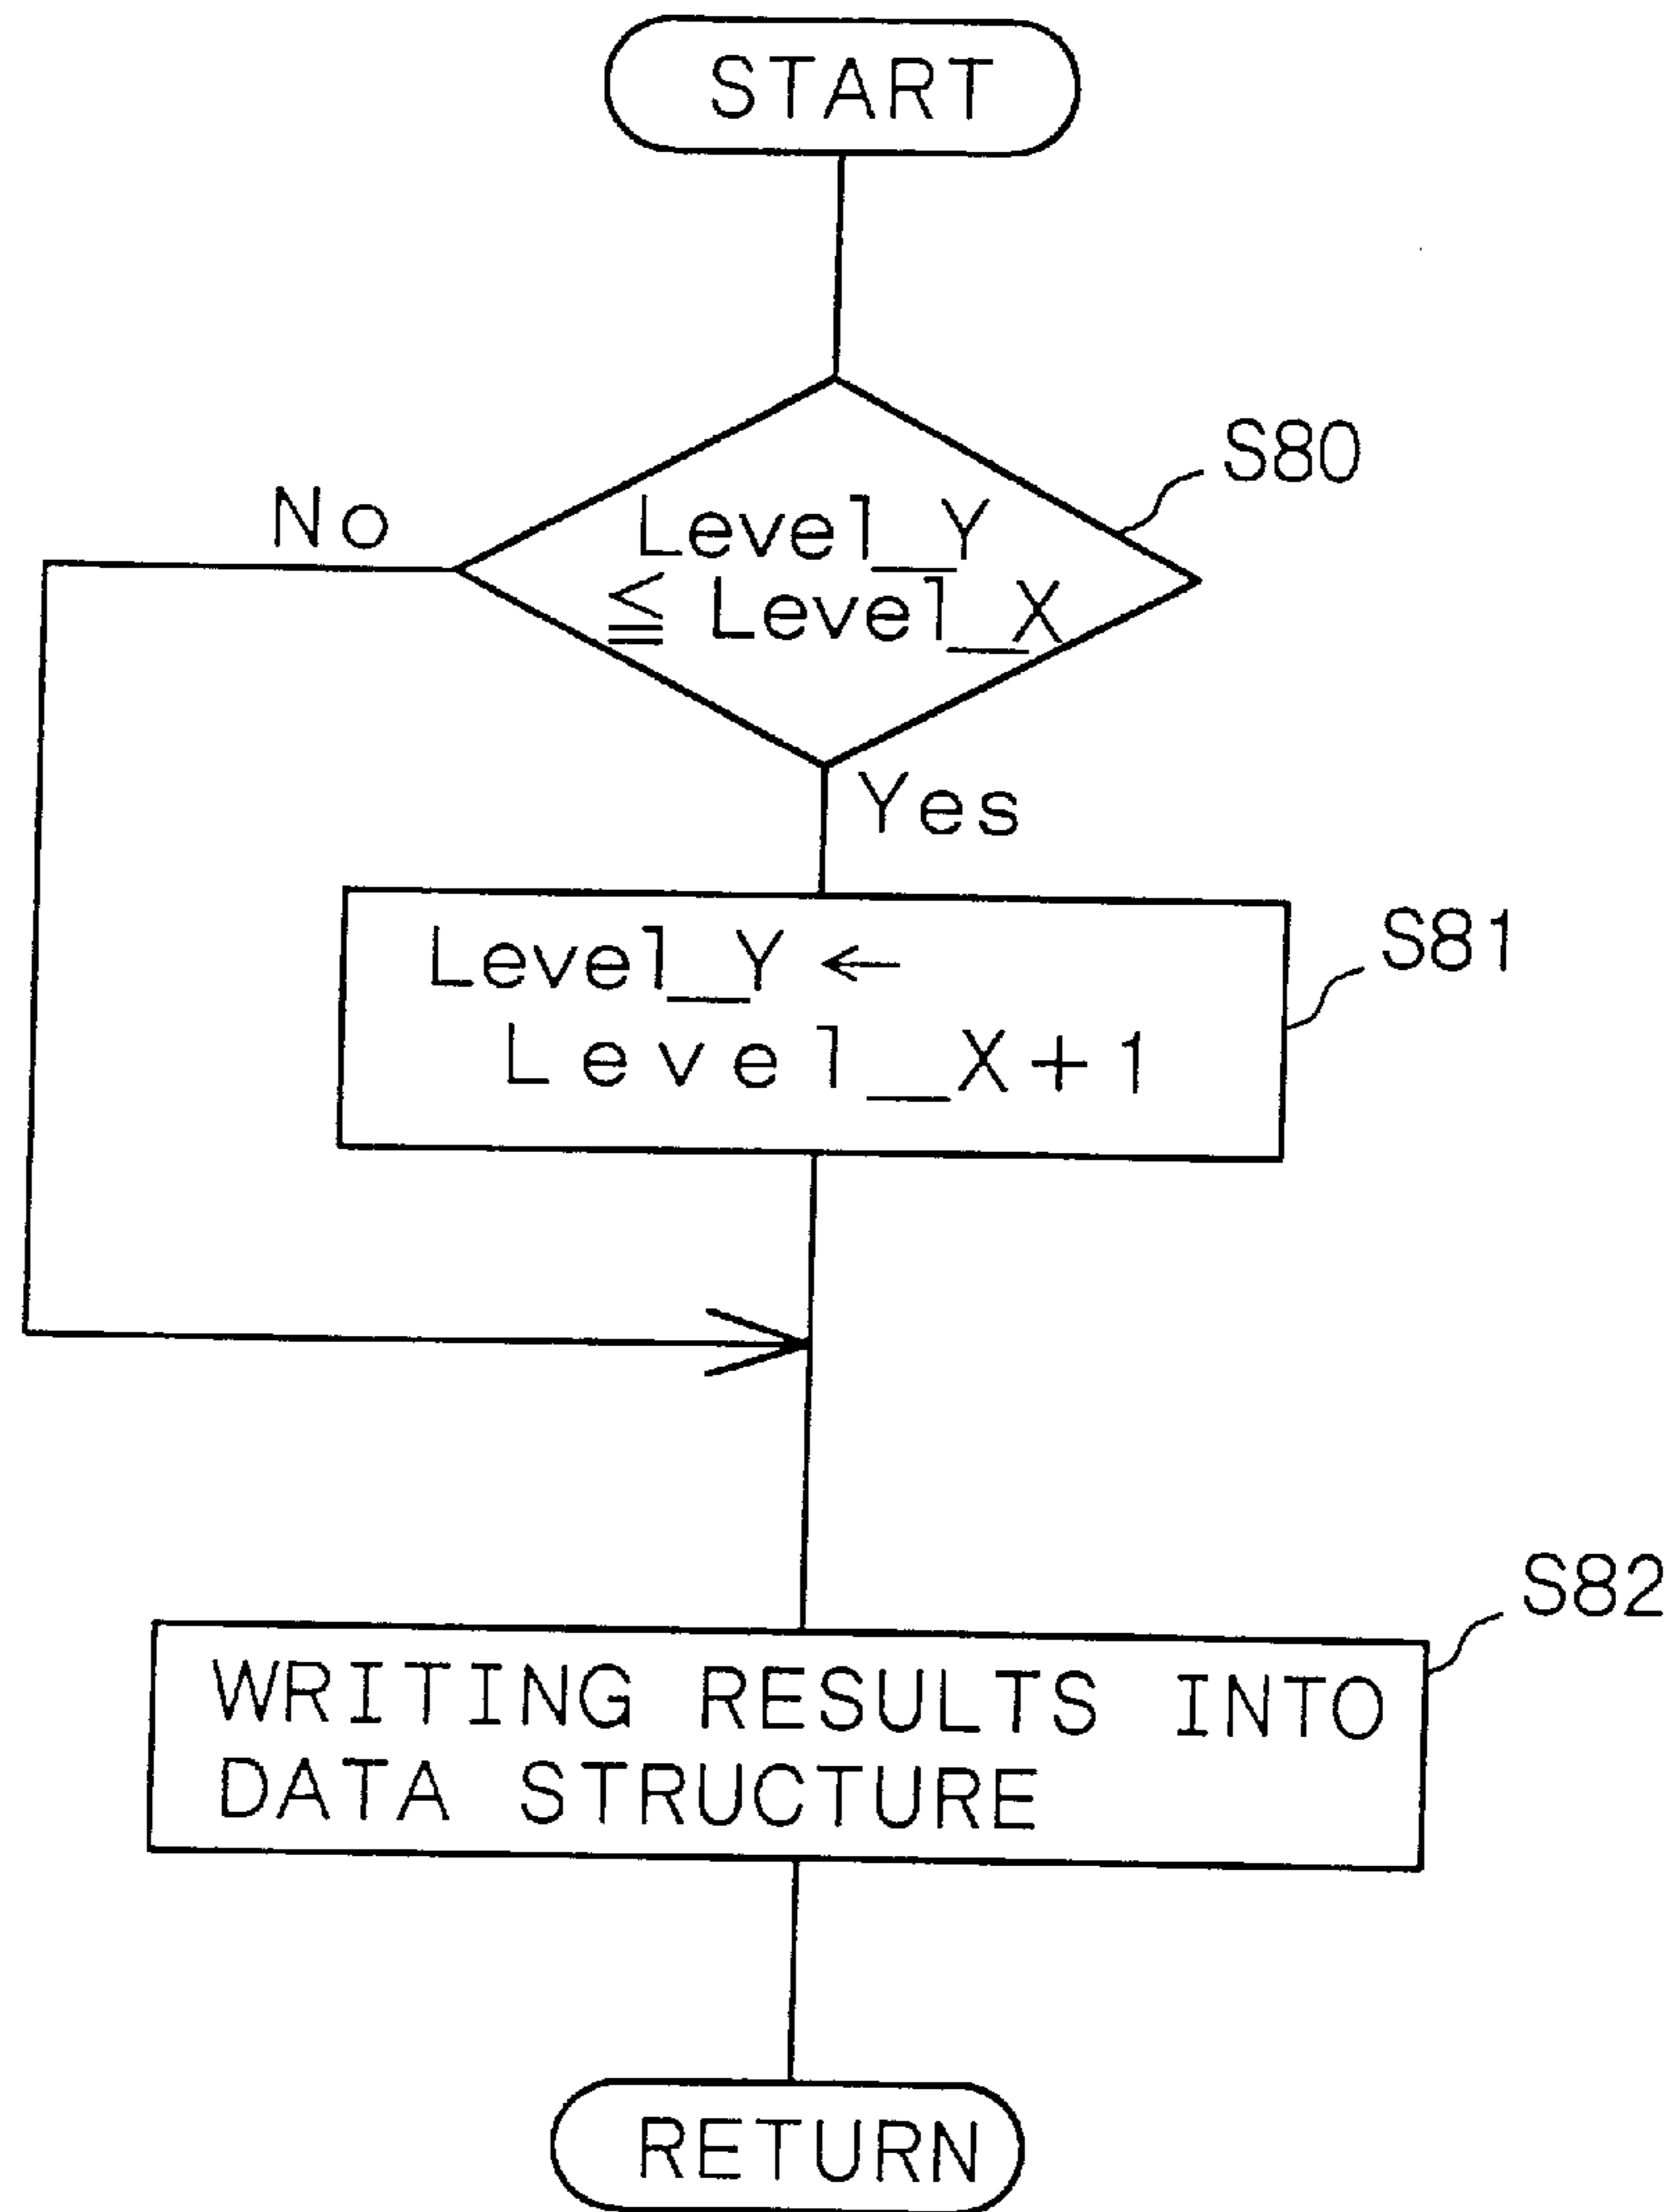 START
S80
No
Level_Y
≦ Level_X
Yes
S81
Level_Y ←
Level_X+1
S82
WRITING RESULTS INTO
DATA STRUCTURE
RETURN